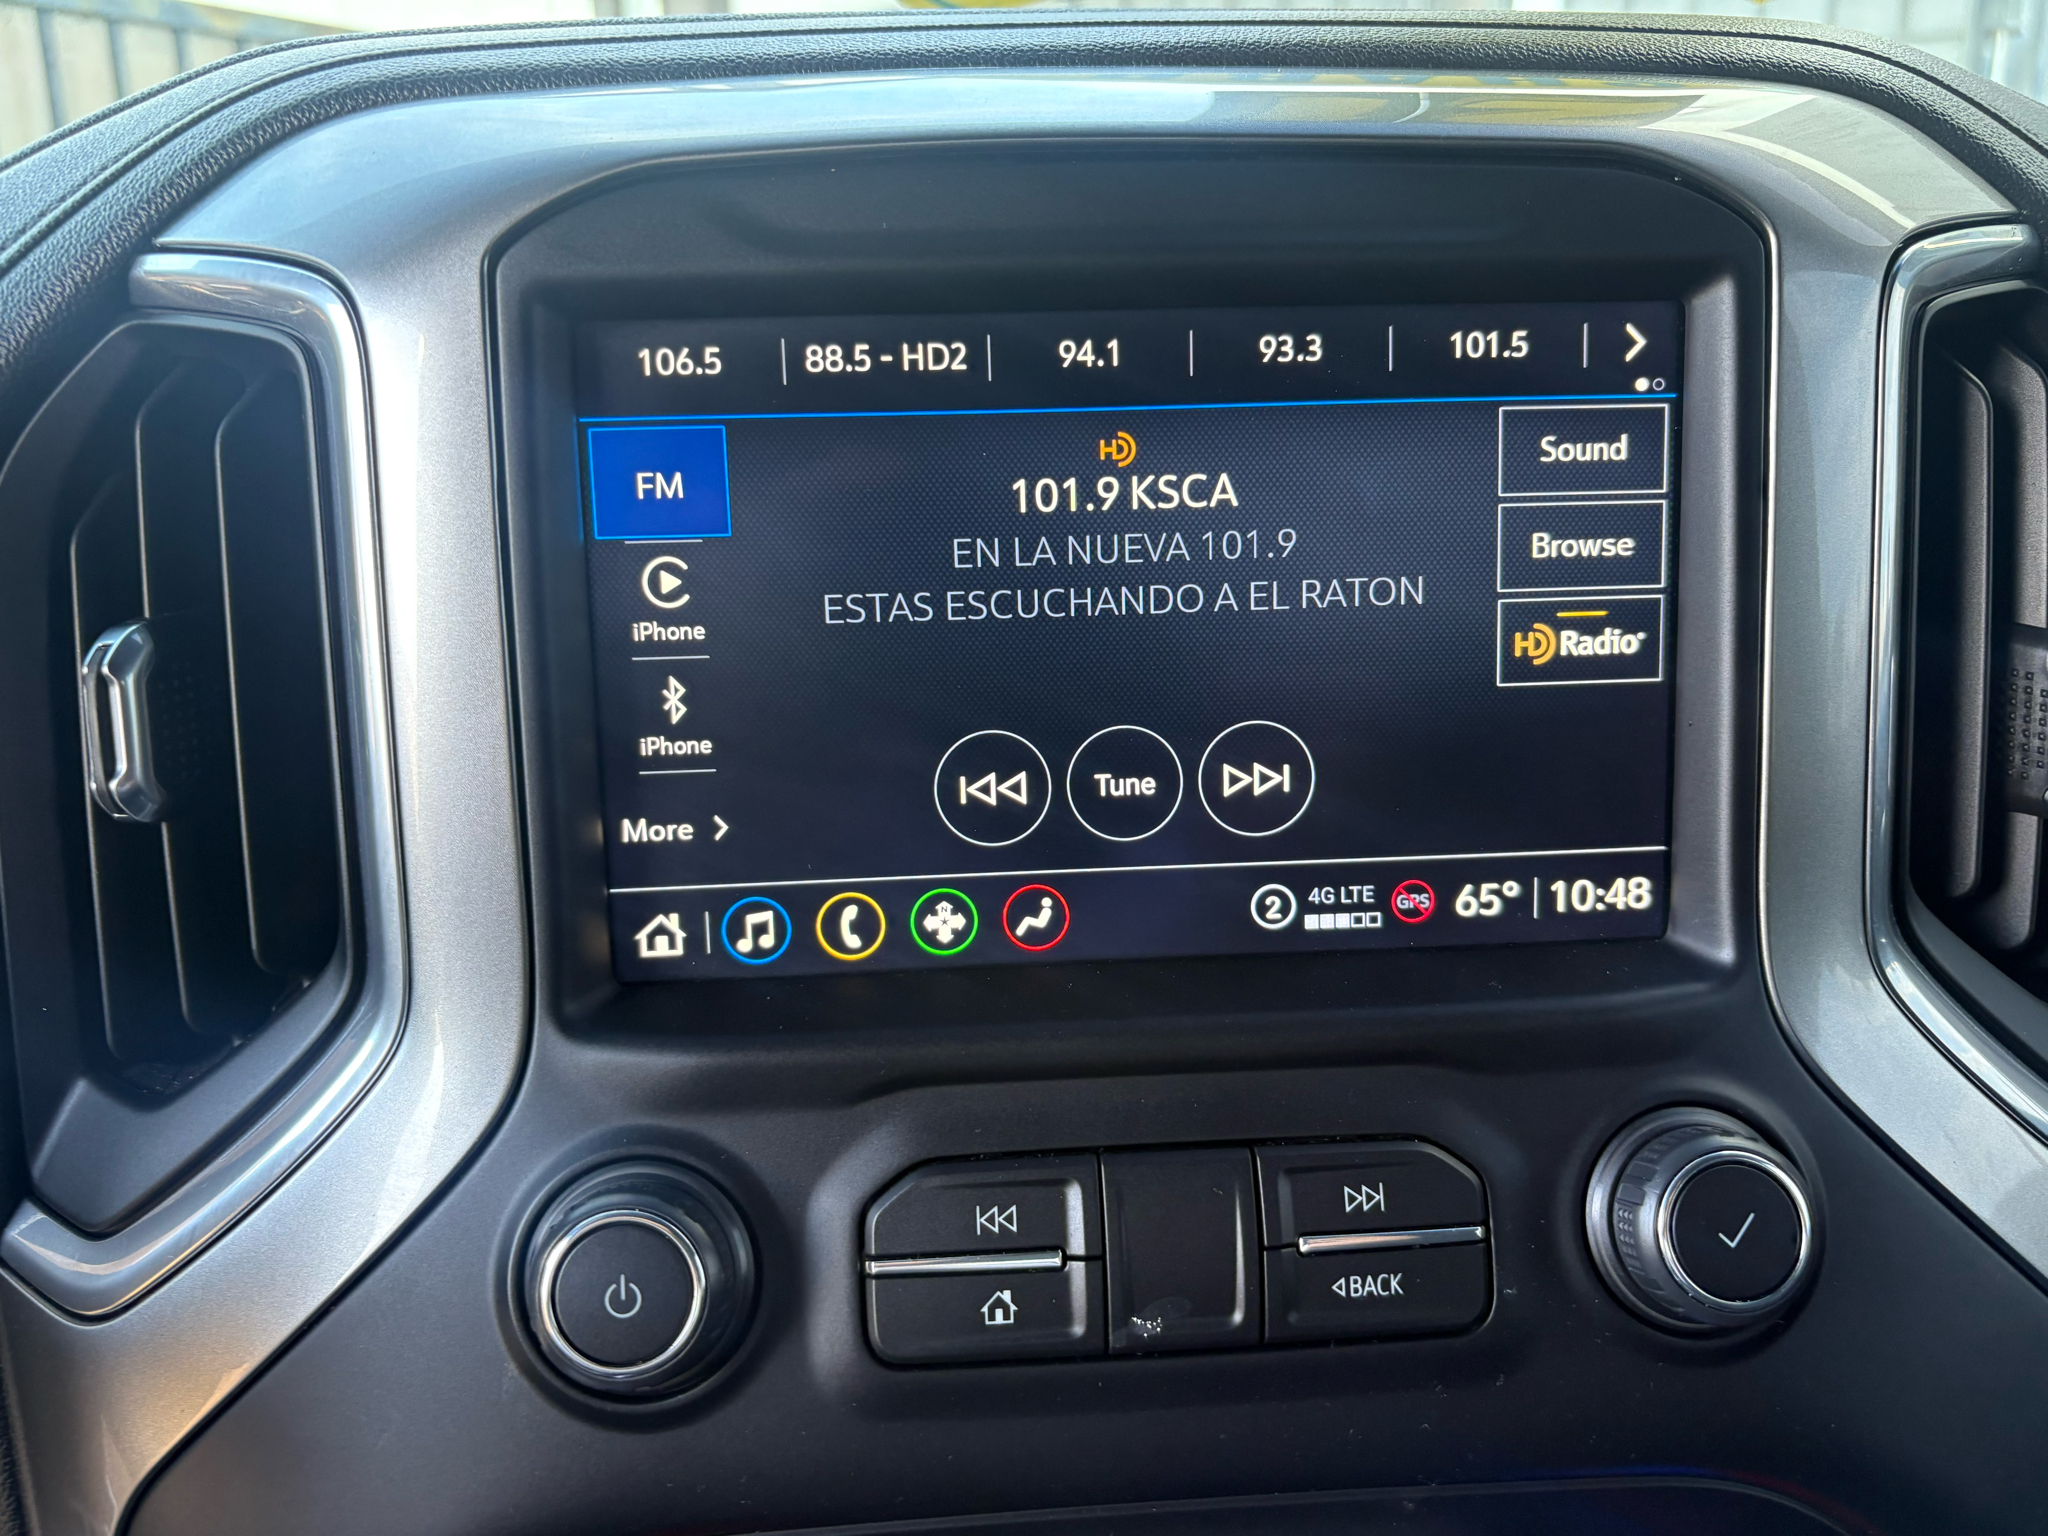 106.5 | 88.5 - HD2 | 94.1 | 93.3 | 101.5
FM
HD
101.9 KSCA
EN LA NUEVA 101.9
ESTAS ESCUCHANDO A EL RATON
Sound
Browse
HD Radio
iPhone
iPhone
More
Tune
N
2 4G LTE GPS 65° | 10:48
BACK